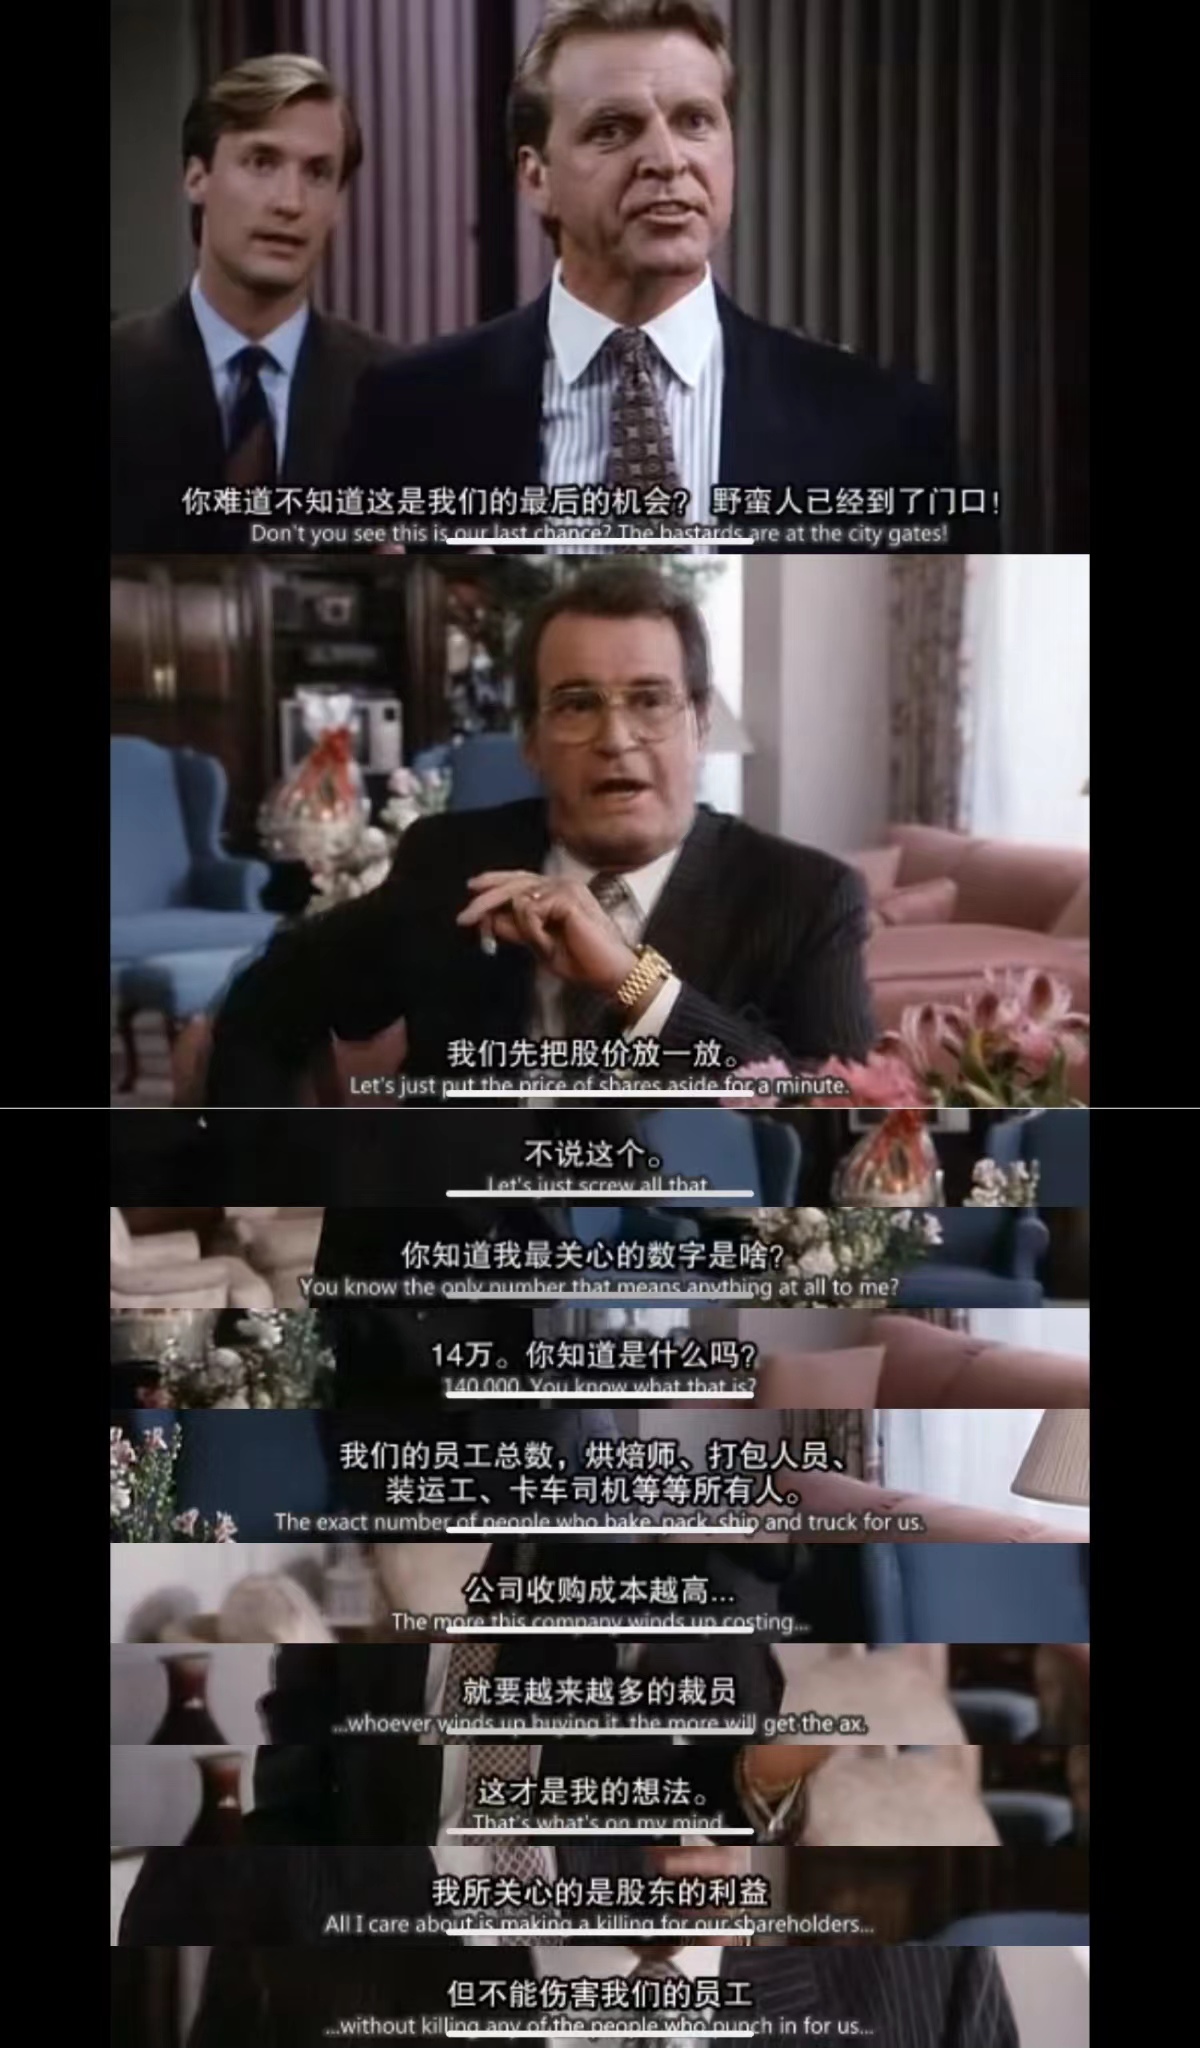 你难道不知道这是我们的最后的机会? 野蛮人已经到了门口!
Don't you see this is our last chance? The bastards are at the city gates!
我们先把股价放一放。
Let's just put the price of shares aside for a minute.
不说这个。
Let's just screw all that.
你知道我最关心的数字是啥?
You know the only number that means anything at all to me?
14万。你知道是什么吗?
140,000. You know what that is?
我们的员工总数，烘焙师、打包人员、
装运工、卡车司机等等所有人。
The exact number of people who bake, pack, ship and truck for us.
公司收购成本越高...
The more this company winds up costing...
就要越来越多的裁员
...whoever winds up buying it, the more will get the ax.
这才是我的想法。
That's what's on my mind.
我所关心的是股东的利益
All I care about is making a killing for our shareholders...
但不能伤害我们的员工
...without killing any of the people who punch in for us...